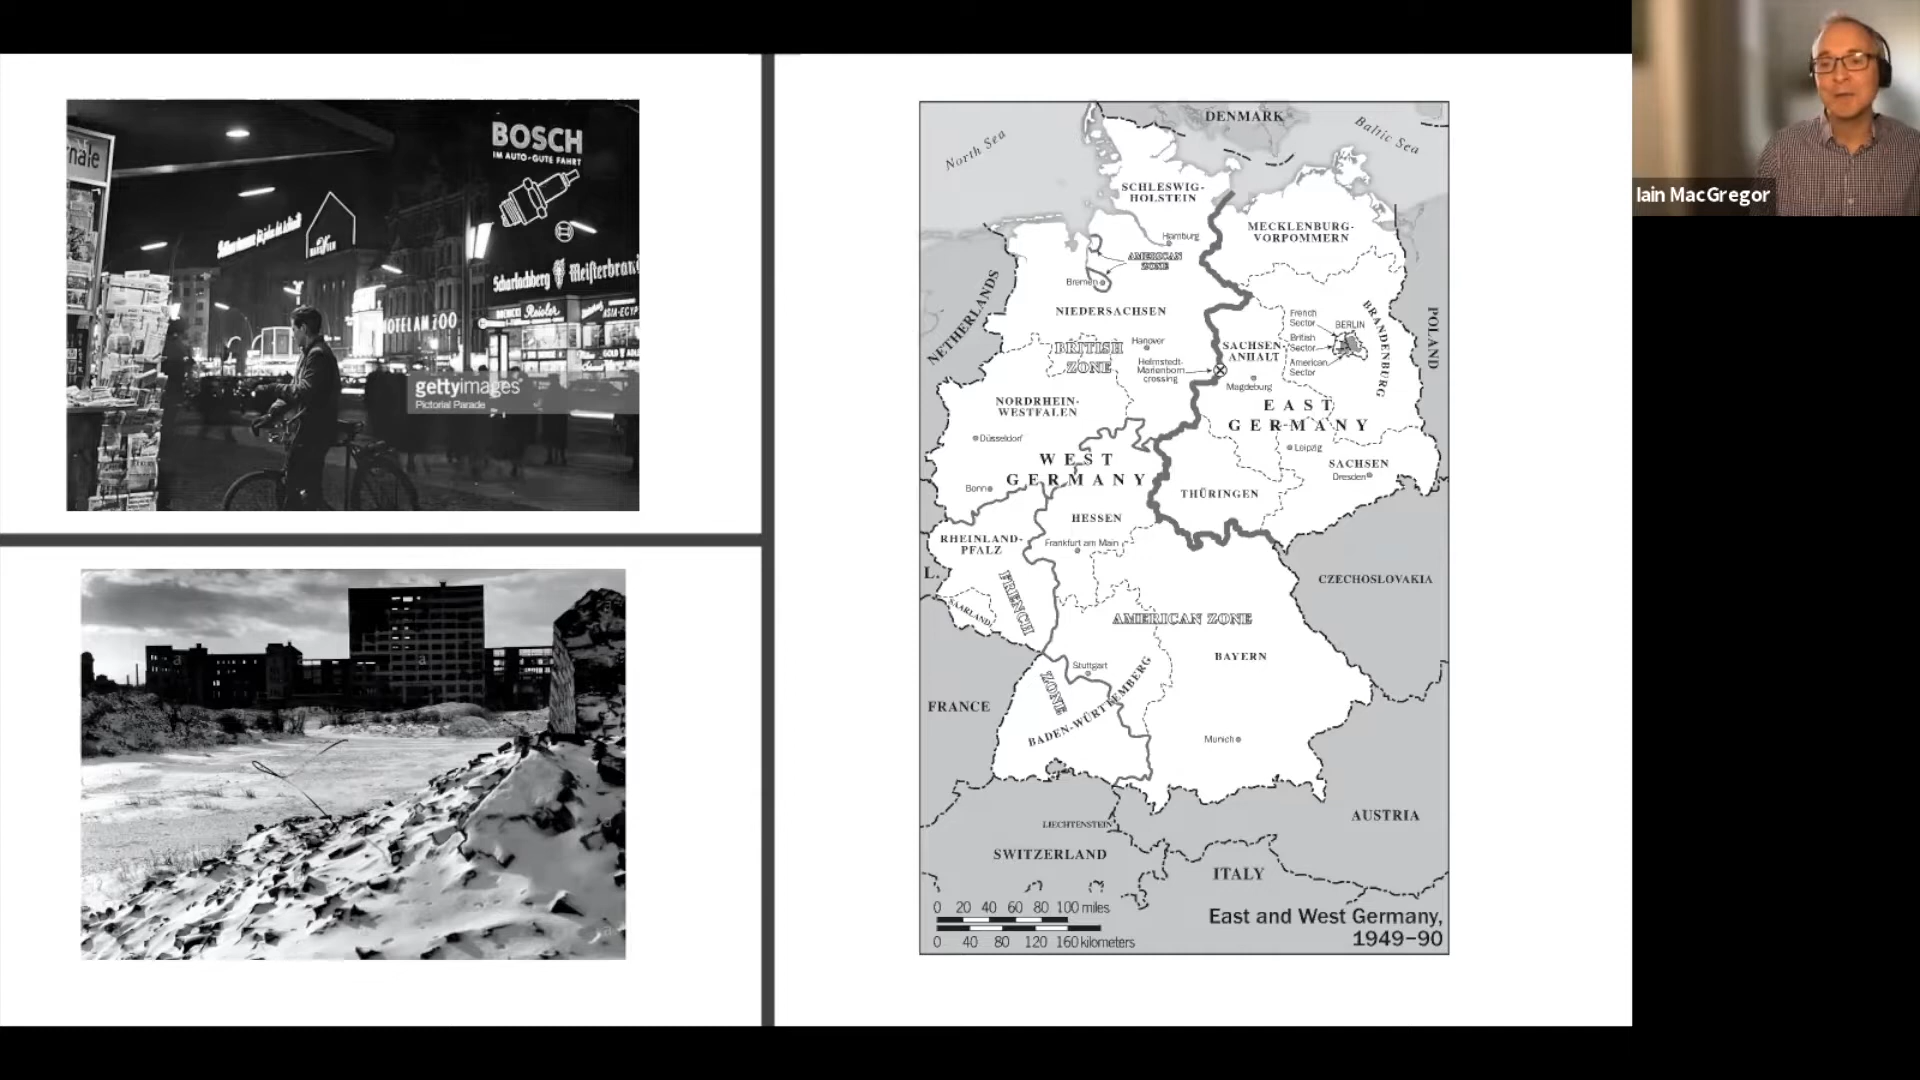 BOSCH
IM AUTO-GUTE FAHRT
HOTEL AM ZOO
Scharlachberg Meisterbran
Reisler
ASIA-EGYP
gettyimages
Pictorial Parade
DENMARK
North Sea
Baltic Sea
SCHLESWIG-
HOLSTEIN
MECKLENBURG-
VORPOMMERN
Hamburg
AMERICAN
ZONE
Bremen
NETHERLANDS
NIEDERSACHSEN
POLAND
BRANDENBURG
French
Sector
BERLIN
British
Sector
American
Sector
Hanover
BRITISH
ZONE
SACHSEN-
ANHALT
Helmstedt-
Marienborn
crossing
Magdeburg
NORDRHEIN-
WESTFALEN
EAST
GERMANY
Düsseldorf
Leipzig
WEST
GERMANY
SACHSEN
Dresden
Bonn
THÜRINGEN
HESSEN
RHEINLAND-
PFALZ
Frankfurt am Main
L.
CZECHOSLOVAKIA
SAARLAND
FRENCH
ZONE
AMERICAN ZONE
BAYERN
Stuttgart
BADEN-WÜRTTEMBERG
FRANCE
Munich
AUSTRIA
LIECHTENSTEIN
SWITZERLAND
ITALY
0 20 40 60 80 100 miles
0 40 80 120 160 kilometers
East and West Germany,
1949–90
Iain MacGregor